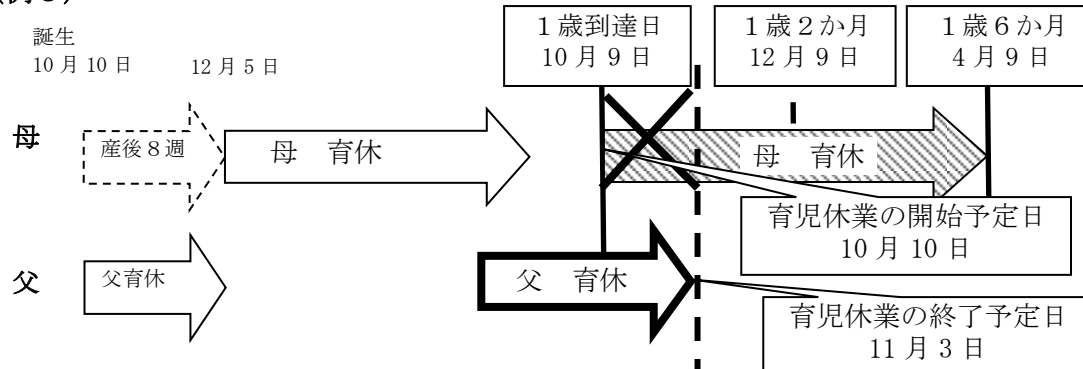 誕生
10月10日
12月5日
1歳到達日
10月9日
1歳2か月
12月9日
1歳6か月
4月9日
母
産後8週
母 育休
母 育休
育児休業の開始予定日
10月10日
父
父育休
父 育休
育児休業の終了予定日
11月3日